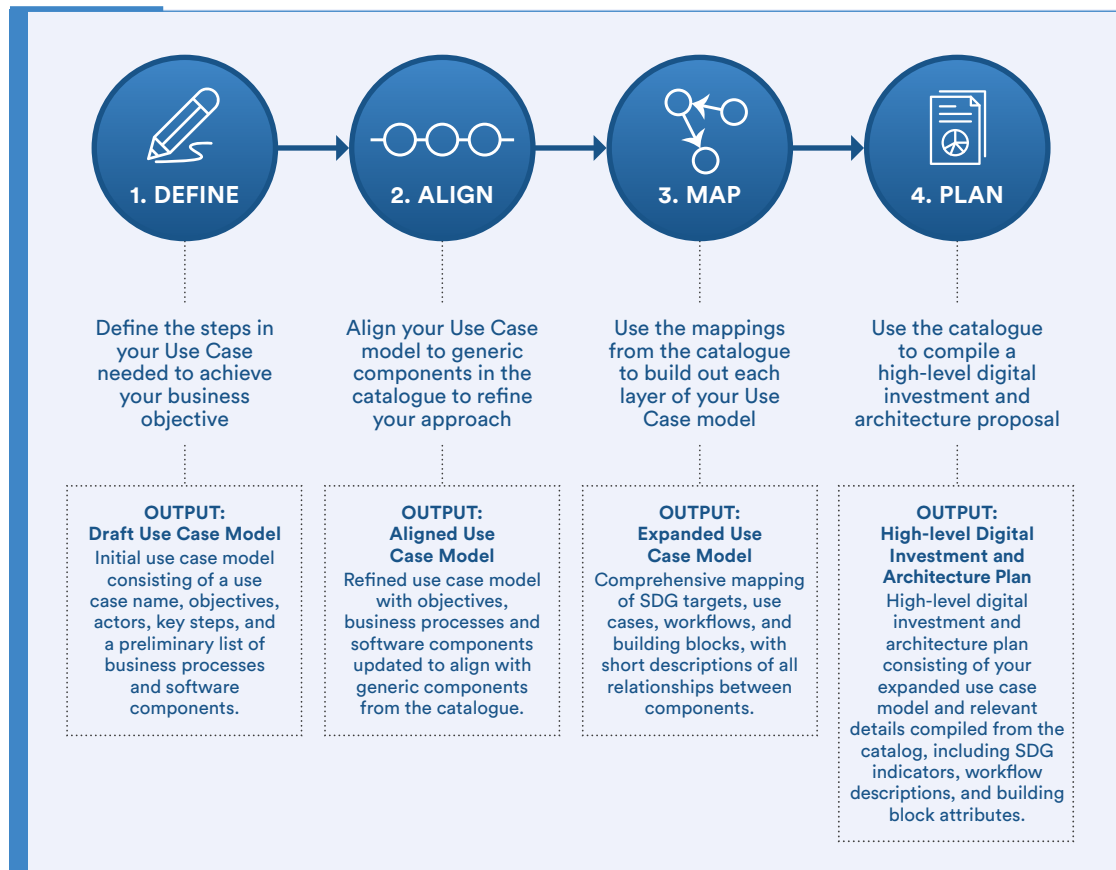 1. DEFINE
2. ALIGN
3. MAP
4. PLAN
Define the steps in
your Use Case
needed to achieve
your business
objective
Align your Use Case
model to generic
components in the
catalogue to refine
your approach
Use the mappings
from the catalogue
to build out each
layer of your Use
Case model
Use the catalogue
to compile a
high-level digital
investment and
architecture proposal
OUTPUT:
Draft Use Case Model
Initial use case model
consisting of a use
case name, objectives,
actors, key steps, and
a preliminary list of
business processes
and software
components.
OUTPUT:
Aligned Use
Case Model
Refined use case model
with objectives,
business processes and
software components
updated to align with
generic components
from the catalogue.
OUTPUT:
Expanded Use
Case Model
Comprehensive mapping
of SDG targets, use
cases, workflows, and
building blocks, with
short descriptions of all
relationships between
components.
OUTPUT:
High-level Digital
Investment and
Architecture Plan
High-level digital
investment and
architecture plan
consisting of your
expanded use case
model and relevant
details compiled from the
catalog, including SDG
indicators, workflow
descriptions, and building
block attributes.